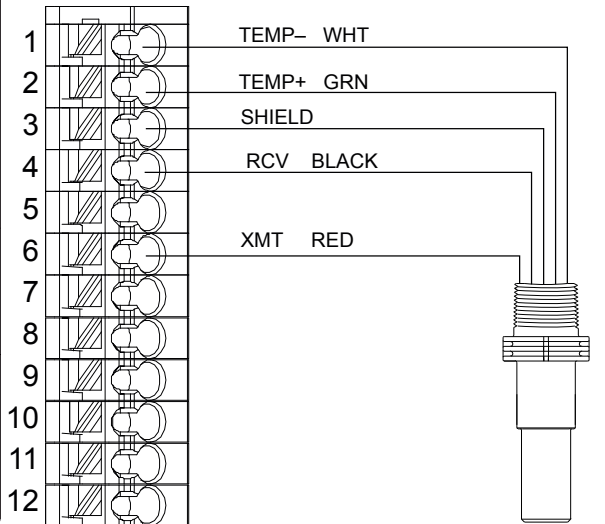 1 TEMP– WHT
2 TEMP+ GRN
3 SHIELD
4 RCV BLACK
5
6 XMT RED
7
8
9
10
11
12